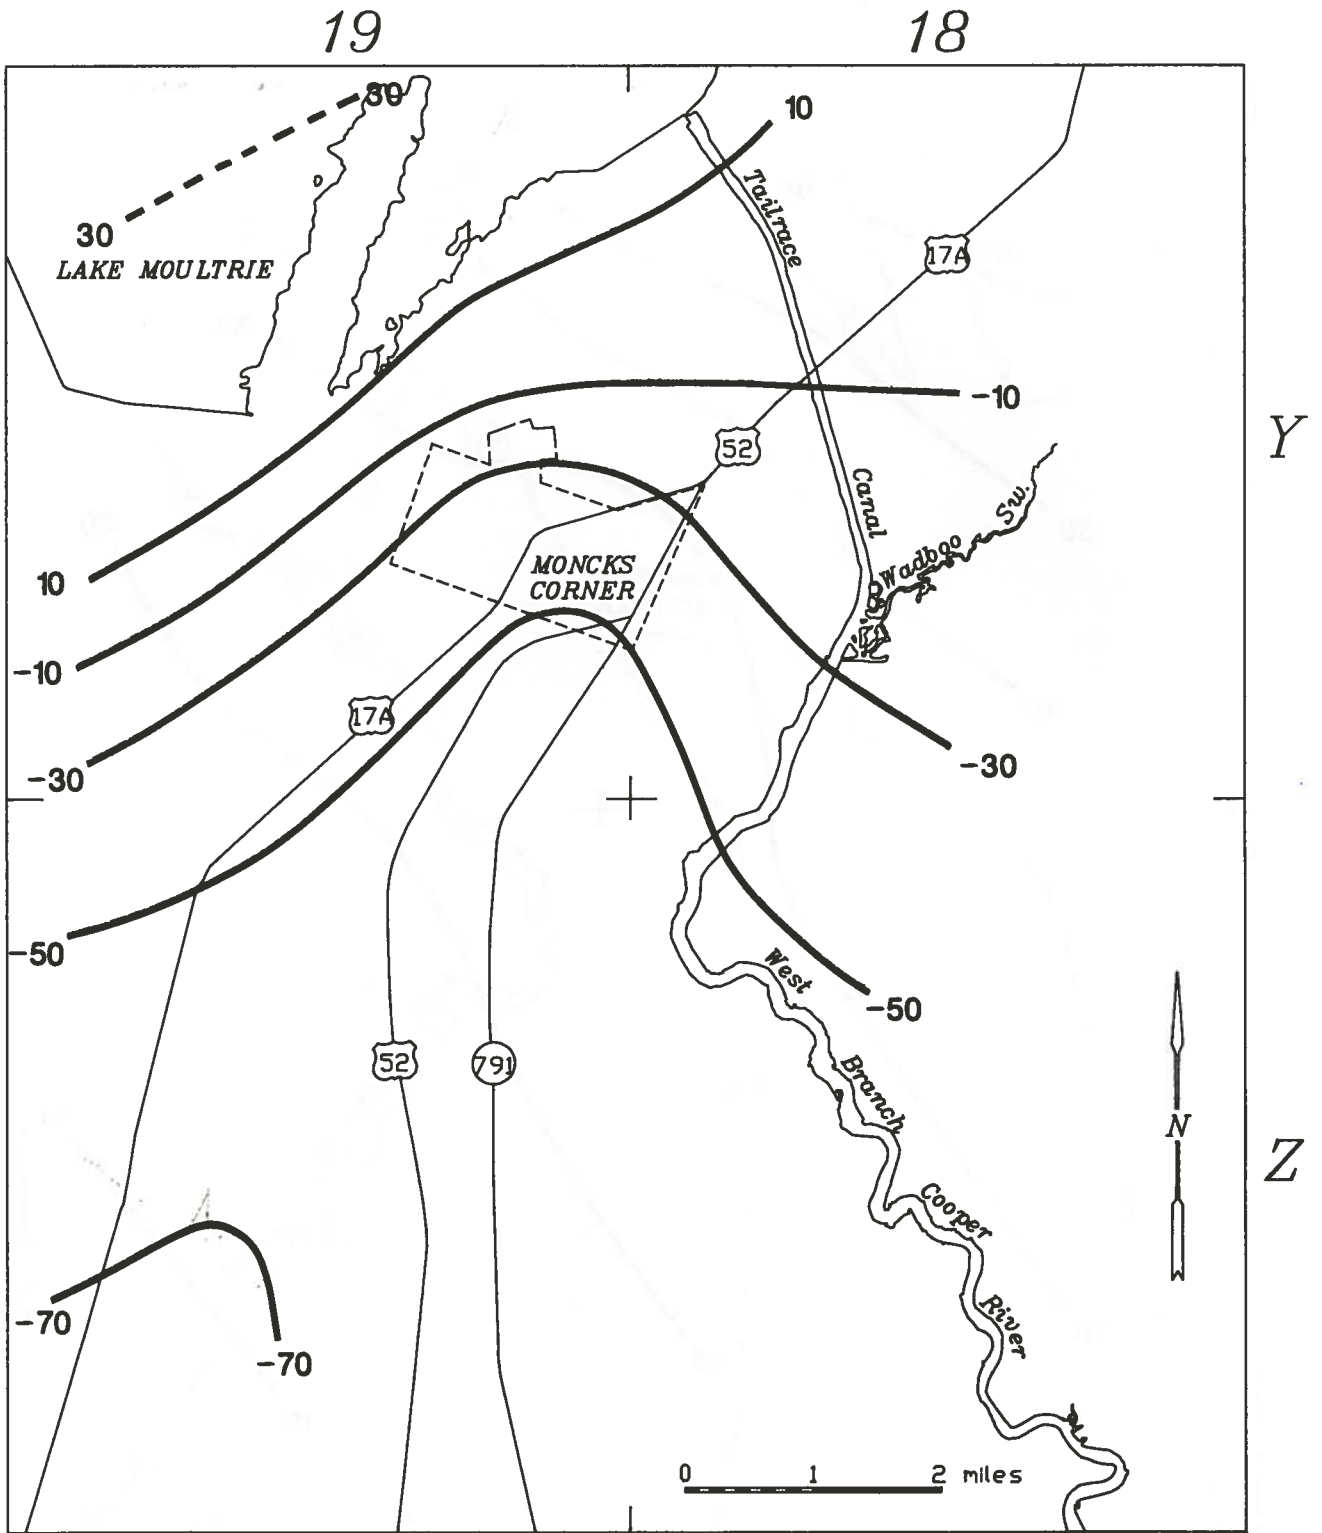 19
18
30
10
Tailrace
30
LAKE MOULTRIE
17A
-10
Y
52
Canal
Wadboo Sw.
MONCKS
CORNER
10
-10
17A
-30
-30
-50
West
-50
52
791
Branch
N
Z
Cooper
River
-70
-70
0 1 2 miles